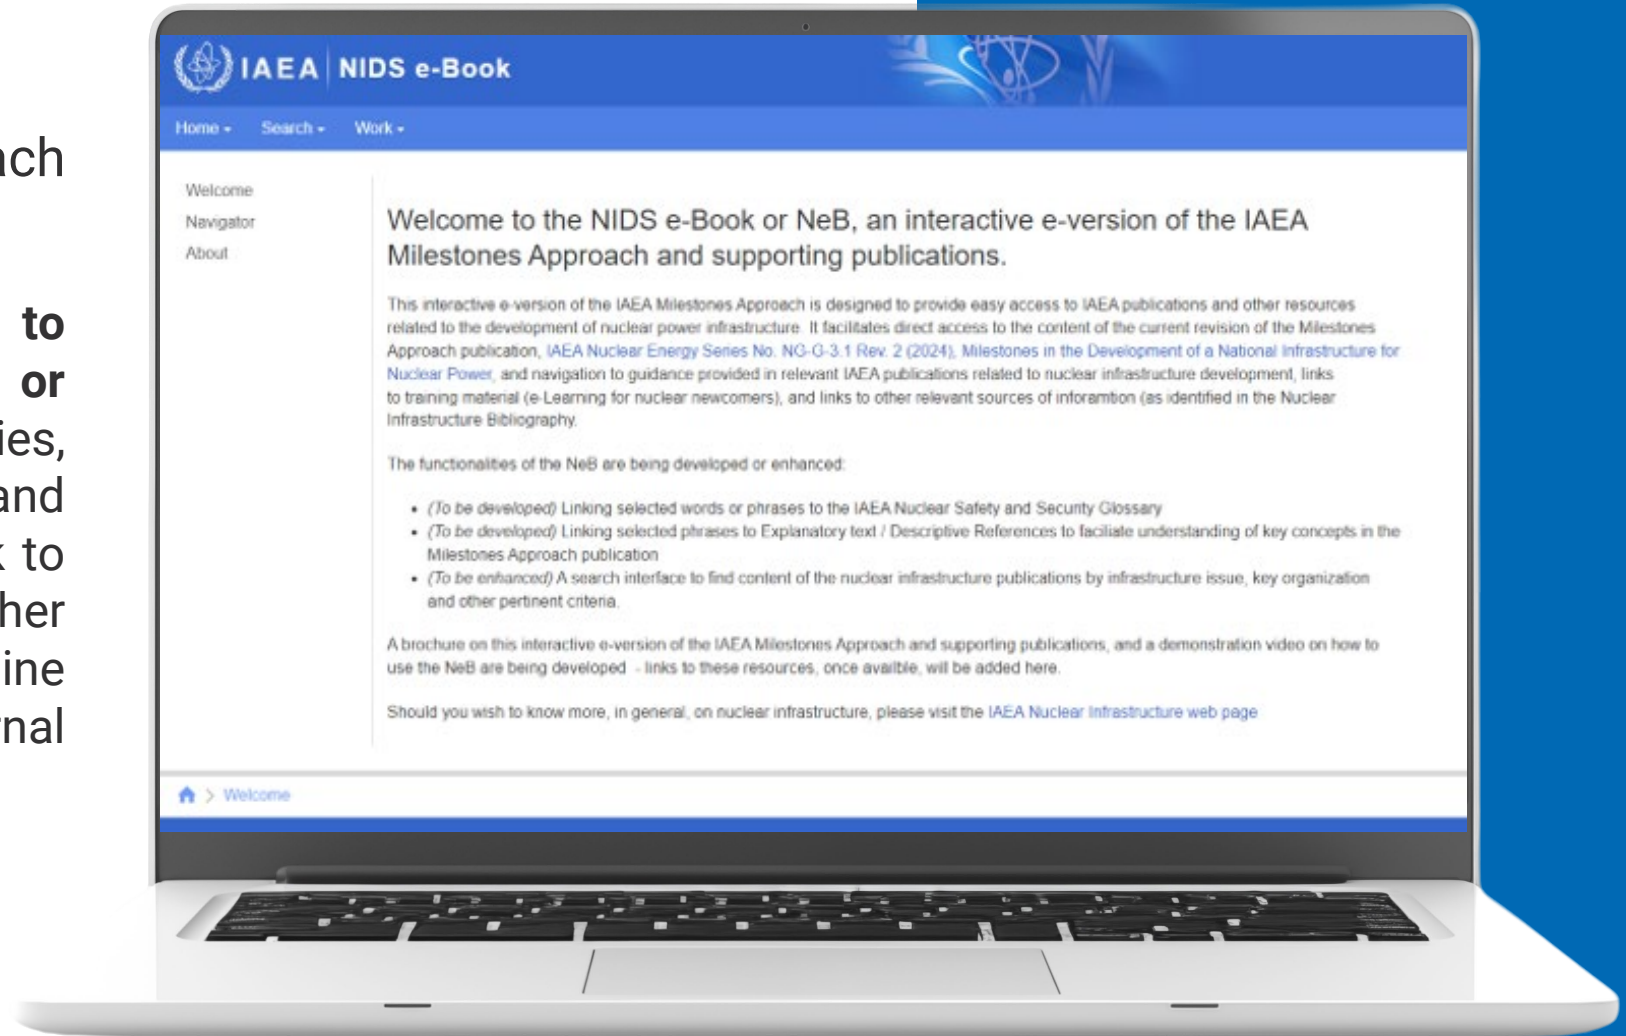 ach
to
or
ies,
and
k to
her
ine
rnal
IAEA NIDS e-Book
Home Search Work
Welcome
Navigator
About
Welcome to the NIDS e-Book or NeB, an interactive e-version of the IAEA
Milestones Approach and supporting publications.
This interactive e-version of the IAEA Milestones Approach is designed to provide easy access to IAEA publications and other resources
related to the development of nuclear power infrastructure. It facilitates direct access to the content of the current revision of the Milestones
Approach publication, IAEA Nuclear Energy Series No. NG-G-3.1 Rev. 2 (2024), Milestones in the Development of a National Infrastructure for
Nuclear Power, and navigation to guidance provided in relevant IAEA publications related to nuclear infrastructure development, links
to training material (e-Learning for nuclear newcomers), and links to other relevant sources of inforamtion (as identified in the Nuclear
Infrastructure Bibliography.
The functionalities of the NeB are being developed or enhanced:
• (To be developed) Linking selected words or phrases to the IAEA Nuclear Safety and Security Glossary
• (To be developed) Linking selected phrases to Explanatory text / Descriptive References to faciliate understanding of key concepts in the
Milestones Approach publication
• (To be enhanced) A search interface to find content of the nuclear infrastructure publications by infrastructure issue, key organization
and other pertinent criteria.
A brochure on this interactive e-version of the IAEA Milestones Approach and supporting publications, and a demonstration video on how to
use the NeB are being developed - links to these resources, once availble, will be added here.
Should you wish to know more, in general, on nuclear infrastructure, please visit the IAEA Nuclear Infrastructure web page
> Welcome